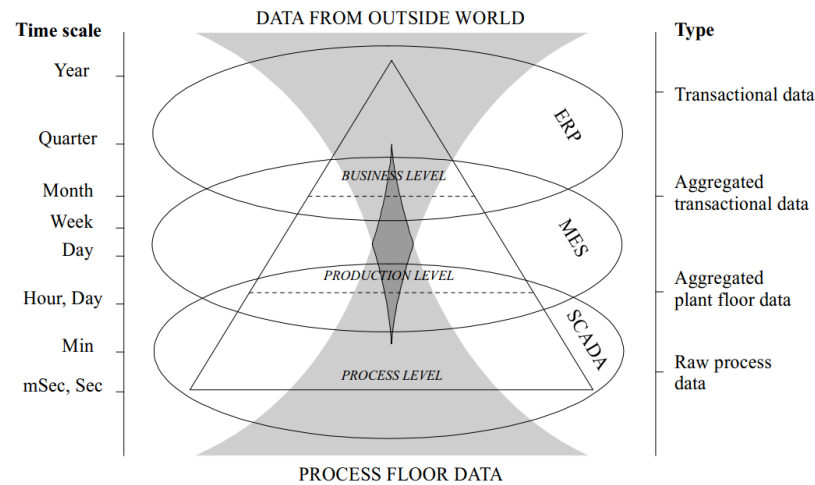 DATA FROM OUTSIDE WORLD
Time scale
Type
Year
Transactional data
ERP
Quarter
BUSINESS LEVEL
Month
Aggregated
transactional data
Week
MES
Day
PRODUCTION LEVEL
Hour, Day
Aggregated
plant floor data
SCADA
Min
Raw process
data
PROCESS LEVEL
mSec, Sec
PROCESS FLOOR DATA